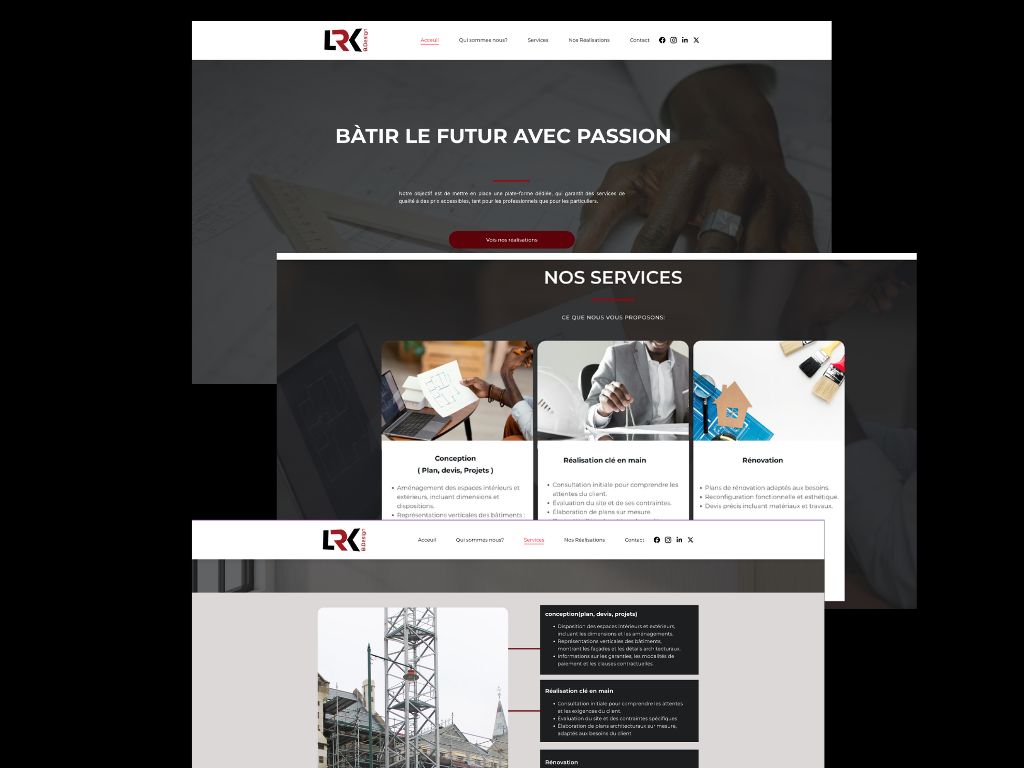 LRK B.Design
Acceuil Qui sommes nous? Services Nos Réalisations Contact
BÀTIR LE FUTUR AVEC PASSION
Notre objectif est de mettre en place une plate-forme dédiée, qui garantit des services de
qualité à des prix accessibles, tant pour les professionnels que pour les particuliers.
Vois nos réalisations
NOS SERVICES
CE QUE NOUS VOUS PROPOSONS:
Conception
( Plan, devis, Projets )
• Aménagement des espaces intérieurs et
extérieurs, incluant dimensions et
dispositions.
• Représentations verticales des bâtiments :
Réalisation clé en main
• Consultation initiale pour comprendre les
attentes du client.
• Évaluation du site et de ses contraintes.
• Élaboration de plans sur mesure
Rénovation
• Plans de rénovation adaptés aux besoins.
• Reconfiguration fonctionnelle et esthétique.
• Devis précis incluant matériaux et travaux.
LRK B.Design
Acceuil Qui sommes nous? Services Nos Réalisations Contact
conception(plan, devis, projets)
• Disposition des espaces intérieurs et extérieurs,
incluant les dimensions et les aménagements.
• Représentations verticales des bâtiments,
montrant les façades et les détails architecturaux.
• Informations sur les garanties, les modalités de
paiement et les clauses contractuelles.
Réalisation clé en main
• Consultation initiale pour comprendre les attentes
et les exigences du client.
• Évaluation du site et des contraintes spécifiques
• Élaboration de plans architecturaux sur mesure,
adaptés aux besoins du client
Rénovation